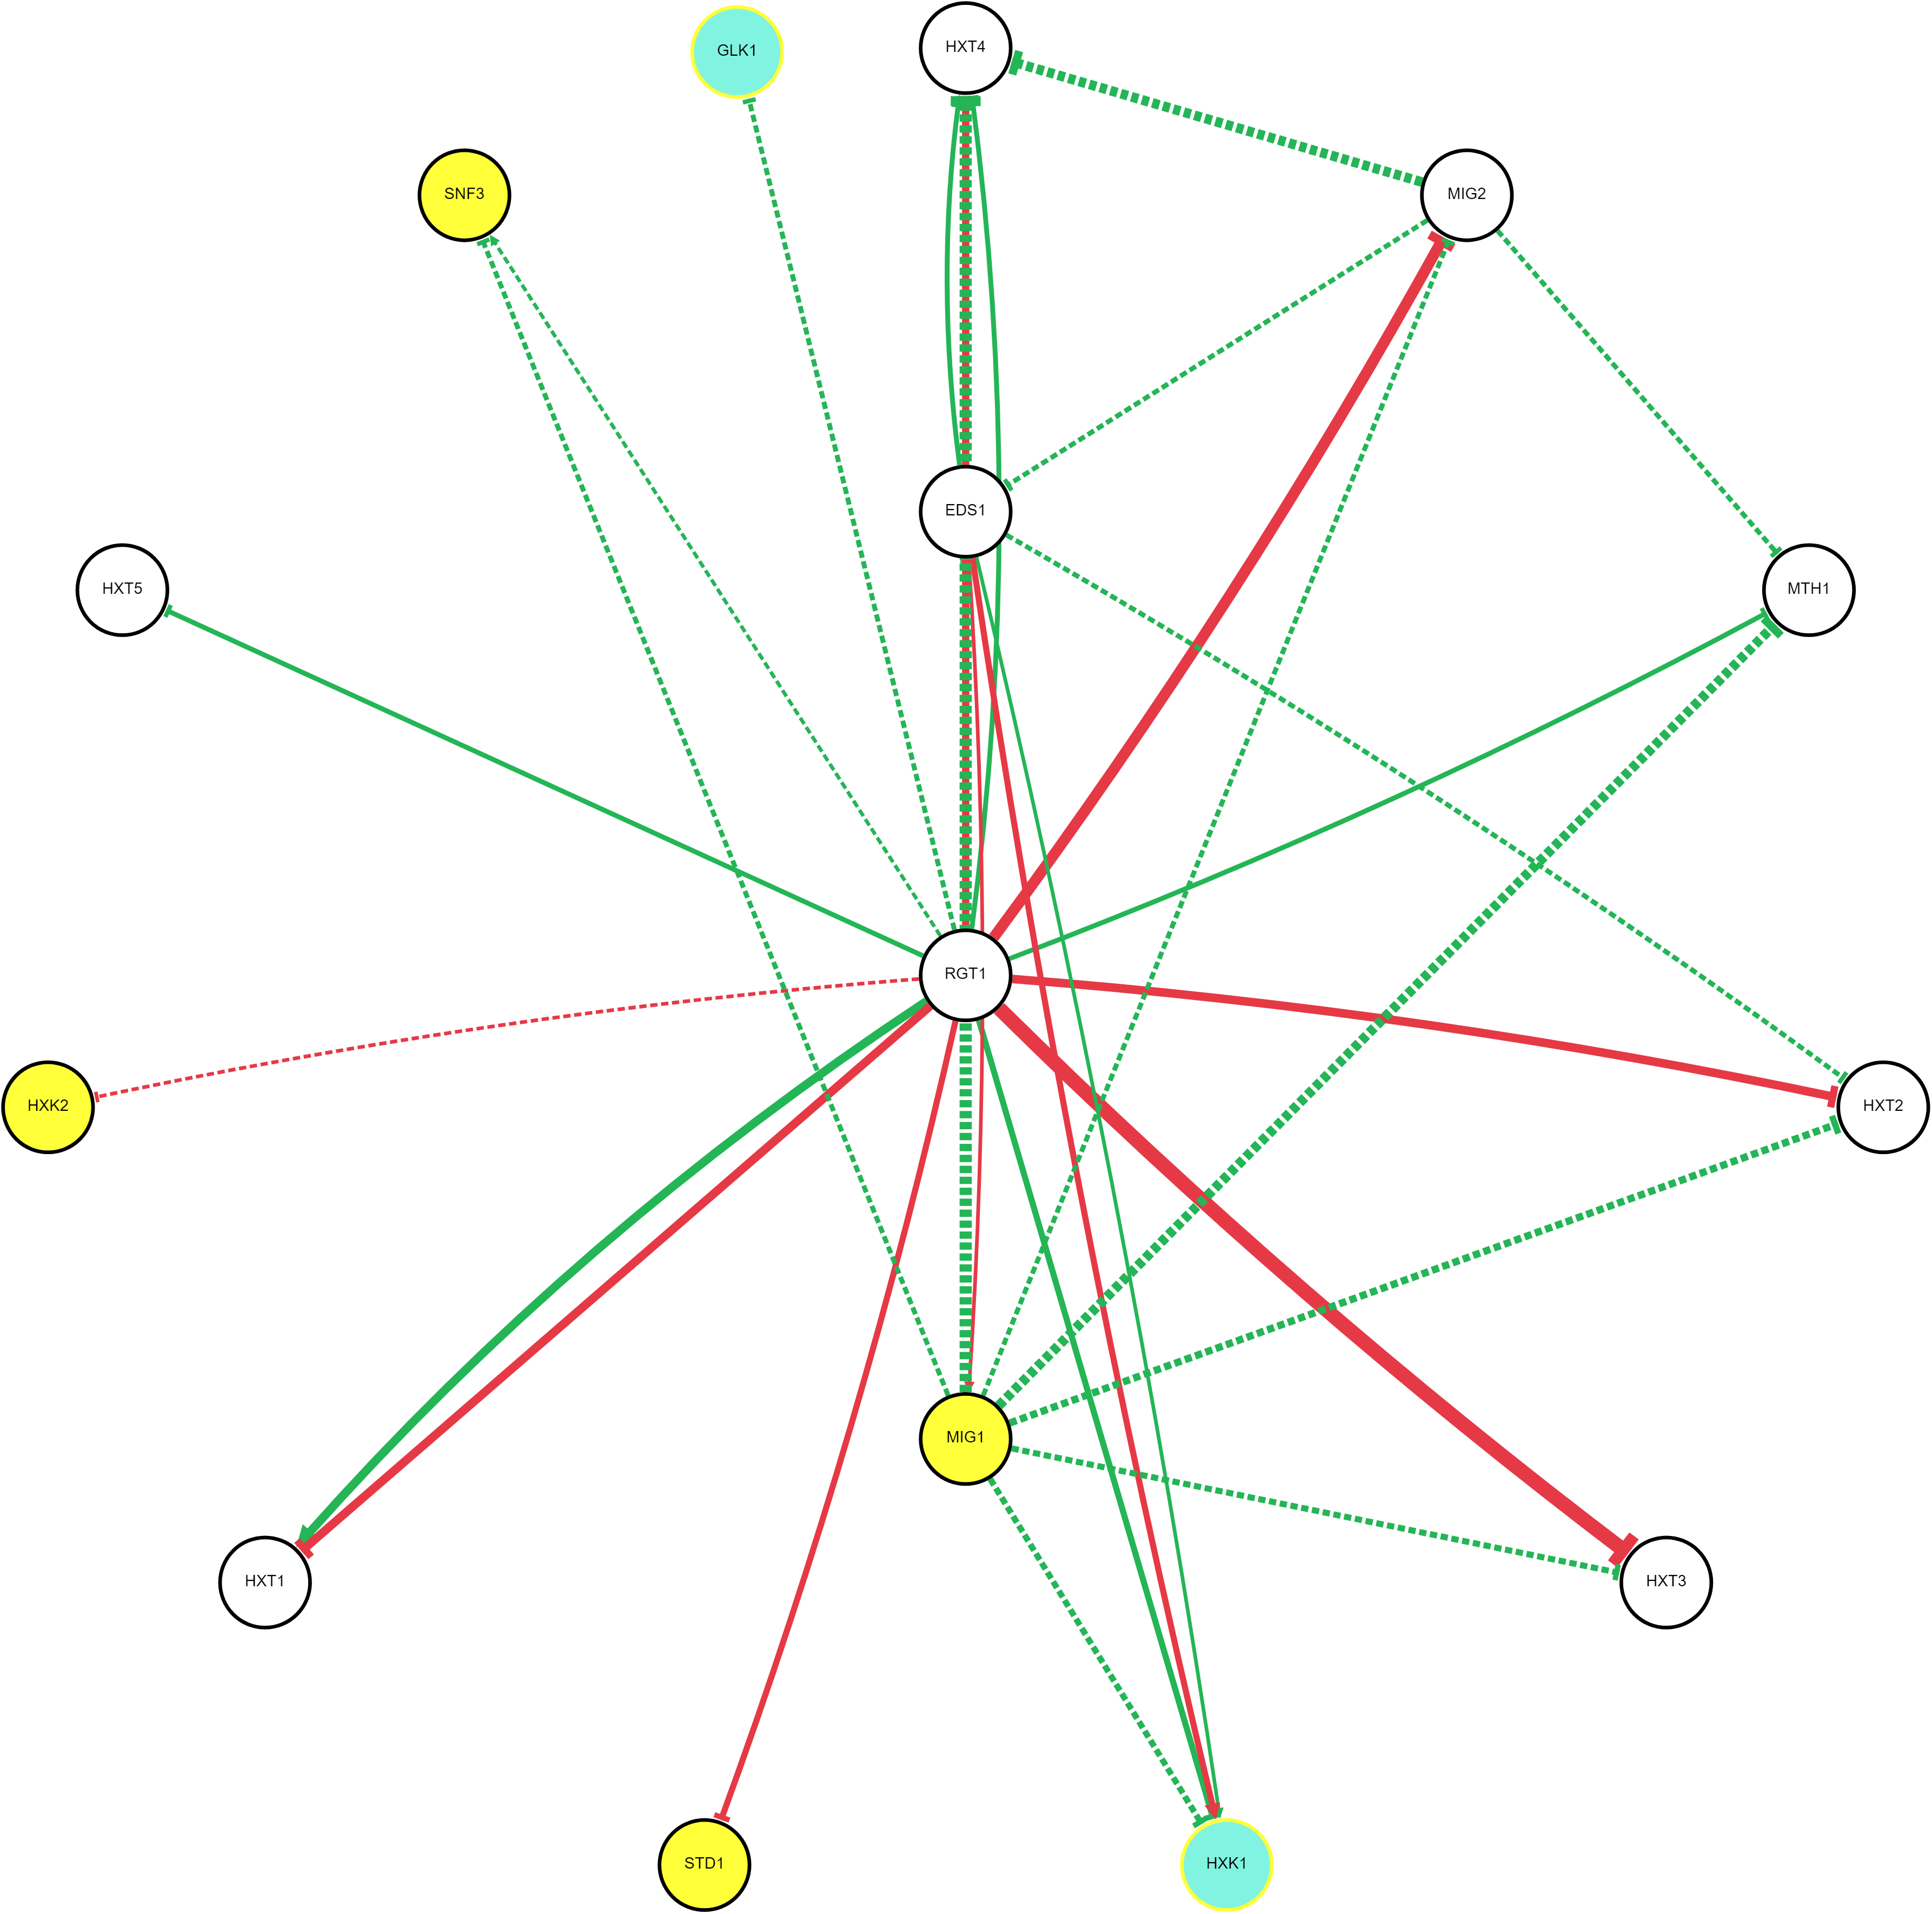 HXT4
GLK1
SNF3
MIG2
EDS1
HXT5
MTH1
RGT1
HXK2
HXT2
MIG1
HXT1
HXT3
STD1
HXK1